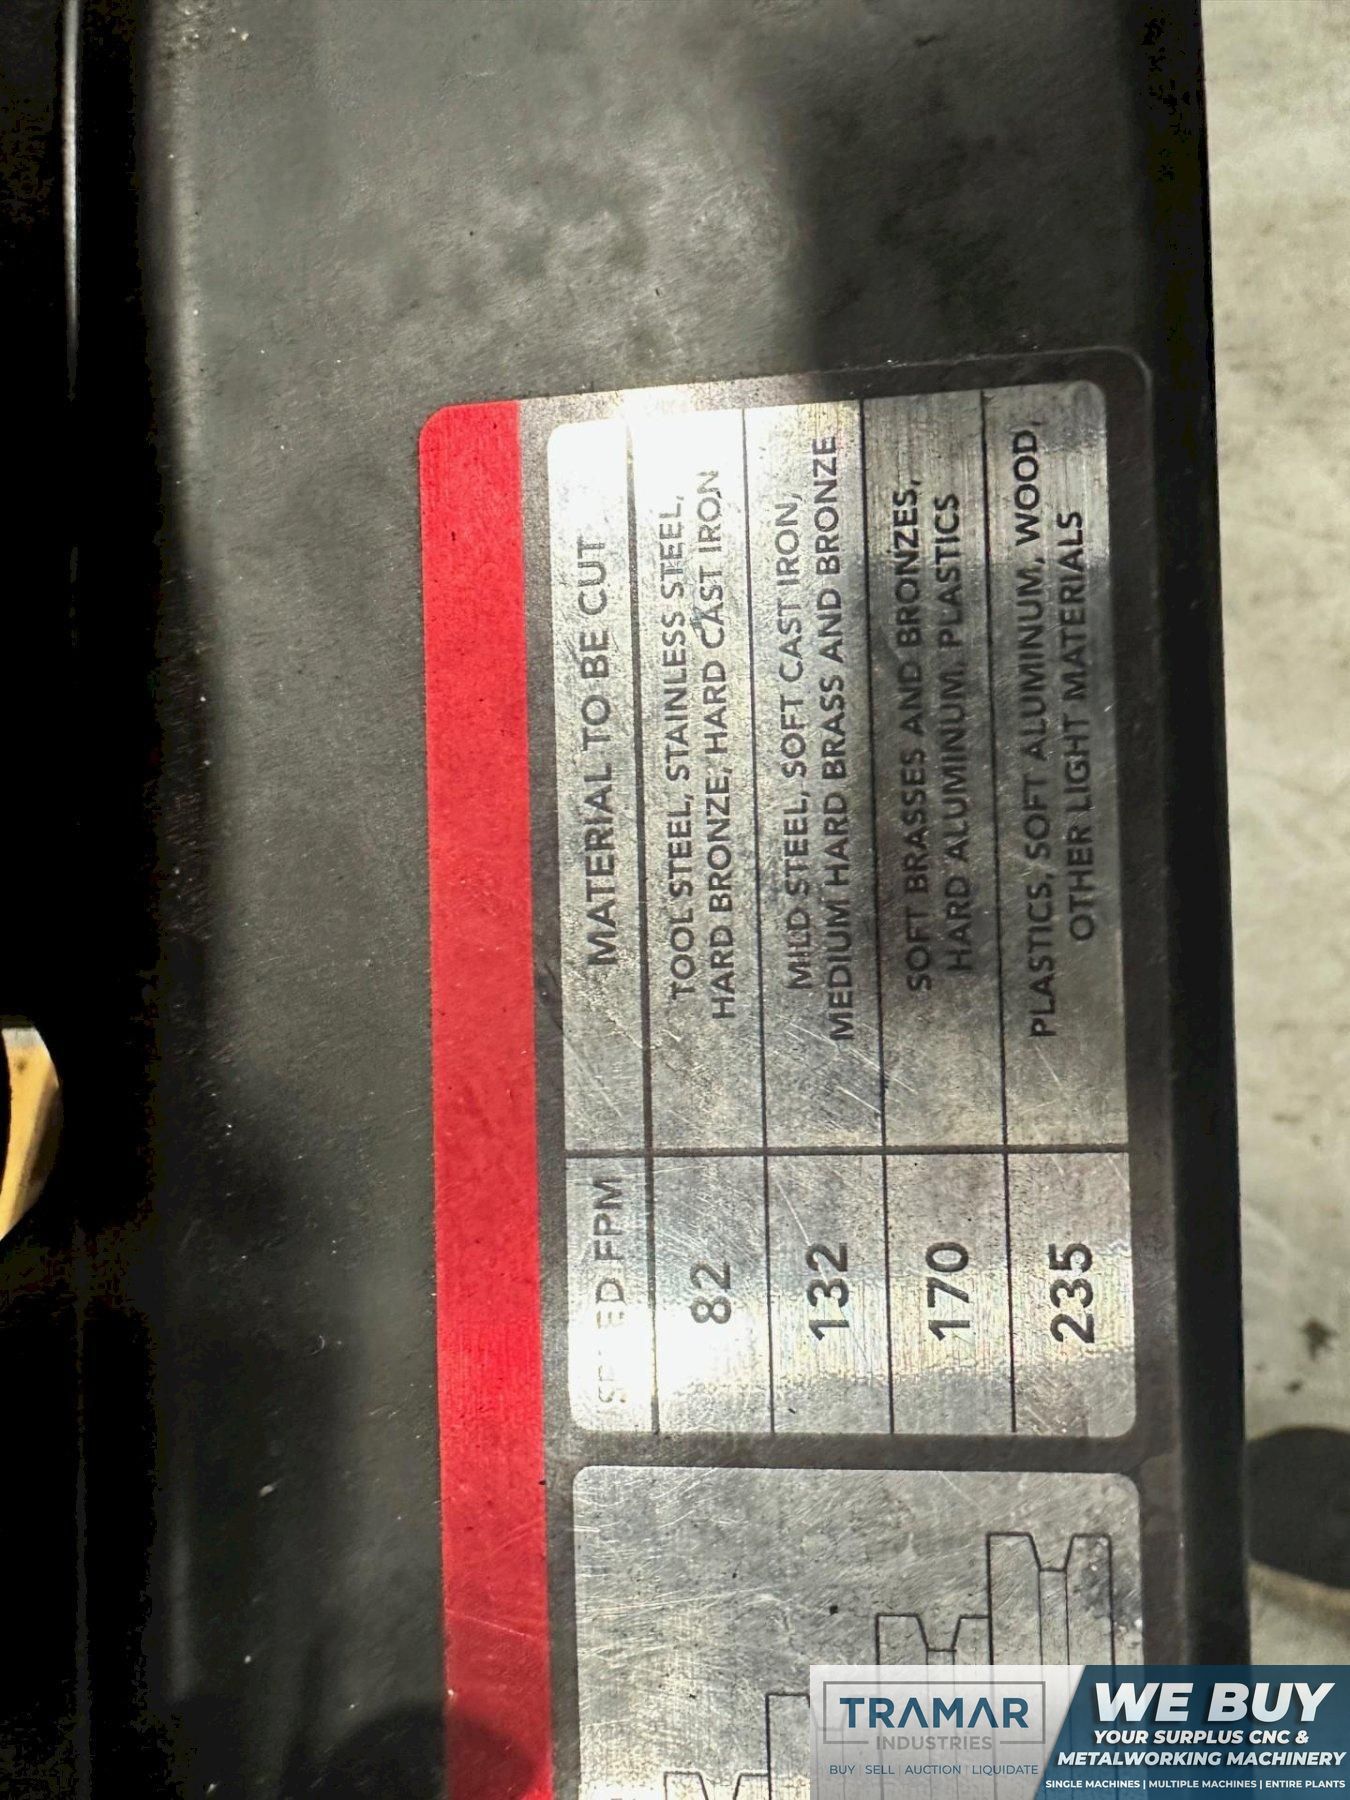 SPEED FPM
MATERIAL TO BE CUT
82
TOOL STEEL, STAINLESS STEEL,
HARD BRONZE, HARD CAST IRON
132
MILD STEEL, SOFT CAST IRON,
MEDIUM HARD BRASS AND BRONZE
170
SOFT BRASSES AND BRONZES,
HARD ALUMINUM, PLASTICS
235
PLASTICS, SOFT ALUMINUM, WOOD,
OTHER LIGHT MATERIALS
TRAMAR
INDUSTRIES
BUY | SELL | AUCTION | LIQUIDATE
WE BUY
YOUR SURPLUS CNC &
METALWORKING MACHINERY
SINGLE MACHINES | MULTIPLE MACHINES | ENTIRE PLANTS